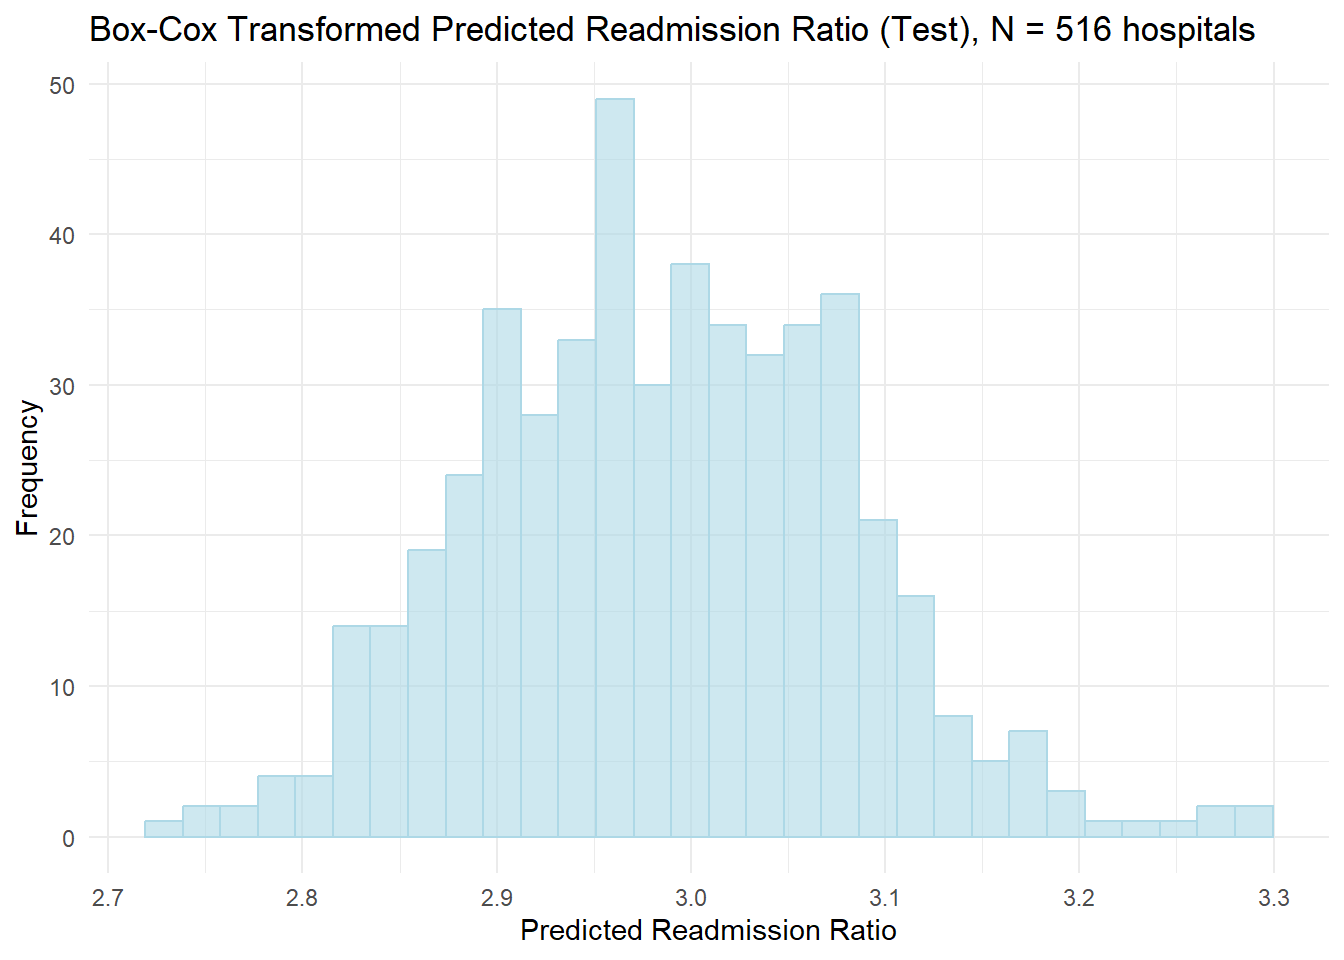 Box-Cox Transformed Predicted Readmission Ratio (Test), N = 516 hospitals
50
40
30
20
10
0
Frequency
2.7 2.8 2.9 3.0 3.1 3.2 3.3
Predicted Readmission Ratio